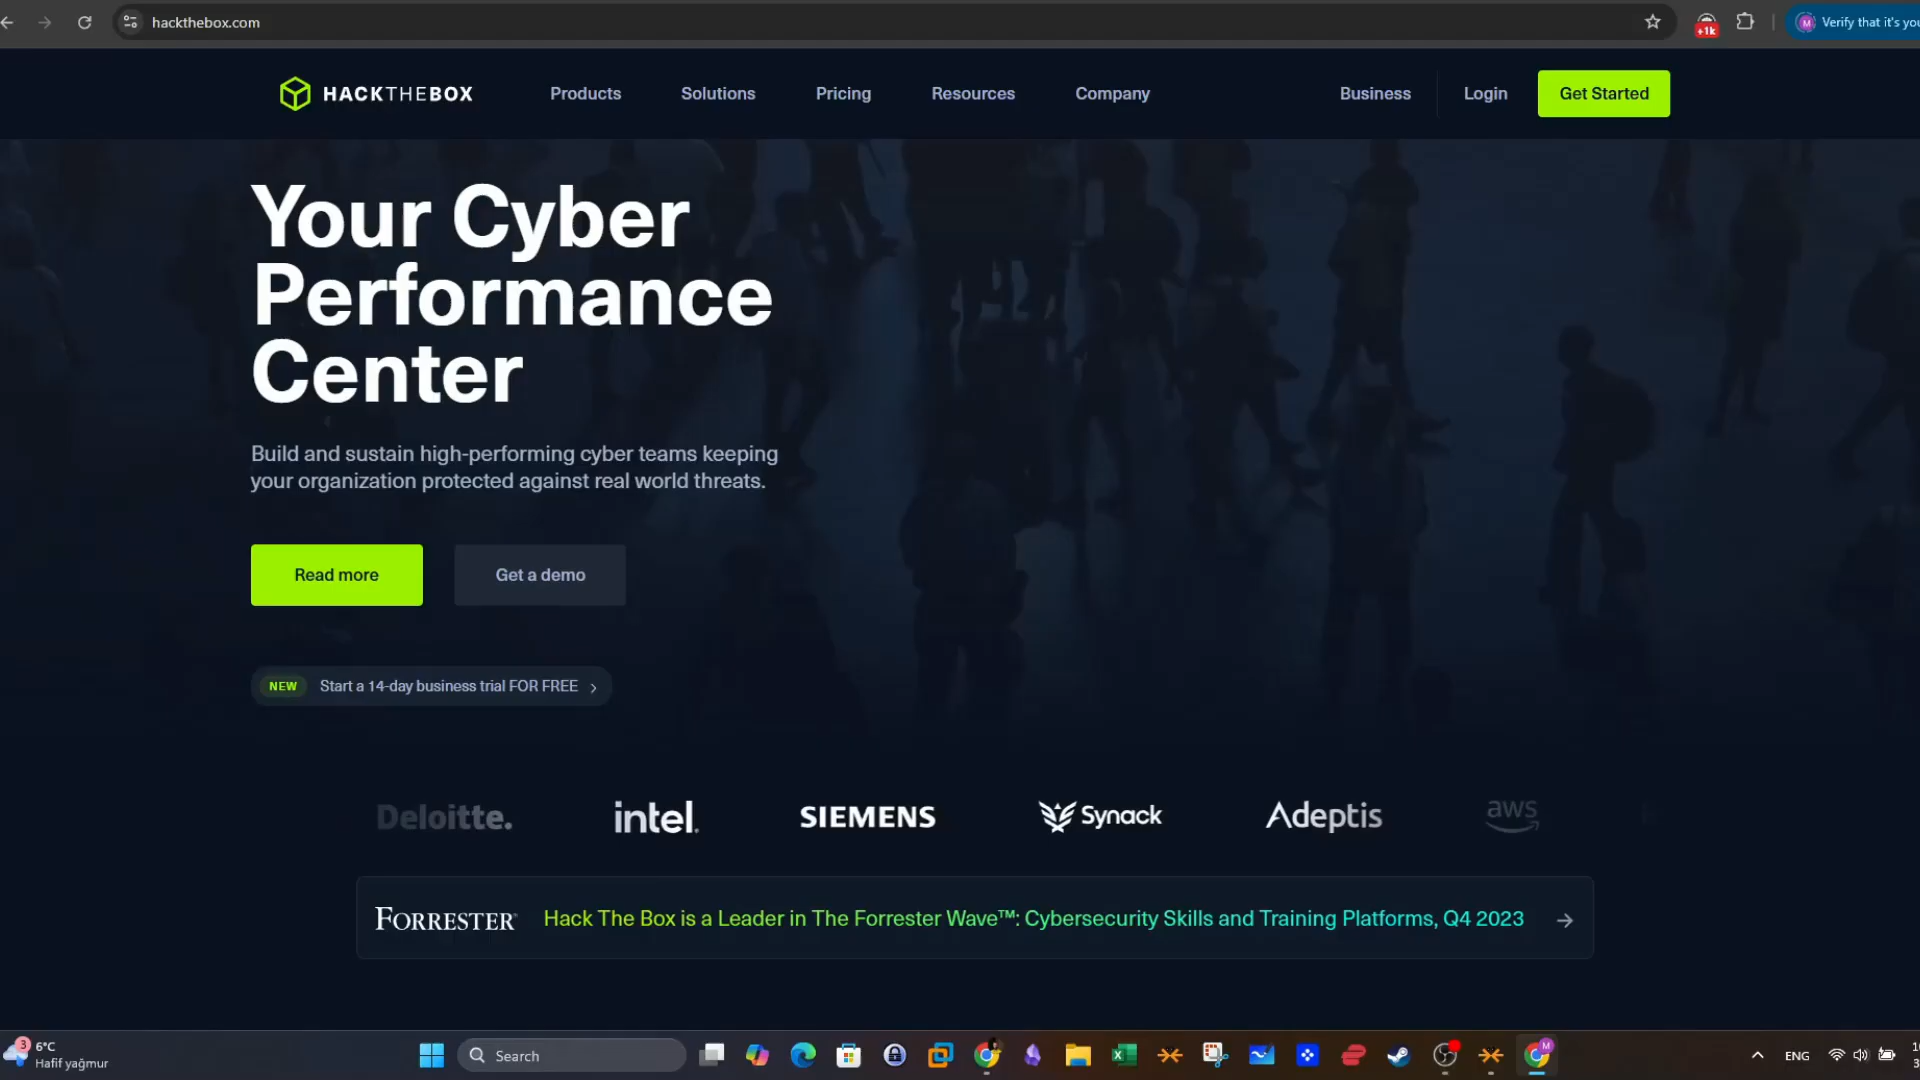 hackthebox.com
+1k
M
Verify that it's you
HACKTHEBOX
Products
Solutions
Pricing
Resources
Company
Business
Login
Get Started
Your Cyber
Performance
Center
Build and sustain high-performing cyber teams keeping
your organization protected against real world threats.
Read more
Get a demo
NEW
Start a 14-day business trial FOR FREE
Deloitte.
intel.
SIEMENS
Synack
Adeptis
aws
FORRESTER
Hack The Box is a Leader in The Forrester Wave™: Cybersecurity Skills and Training Platforms, Q4 2023
3
6°C
Hafif yağmur
Search
M
ENG